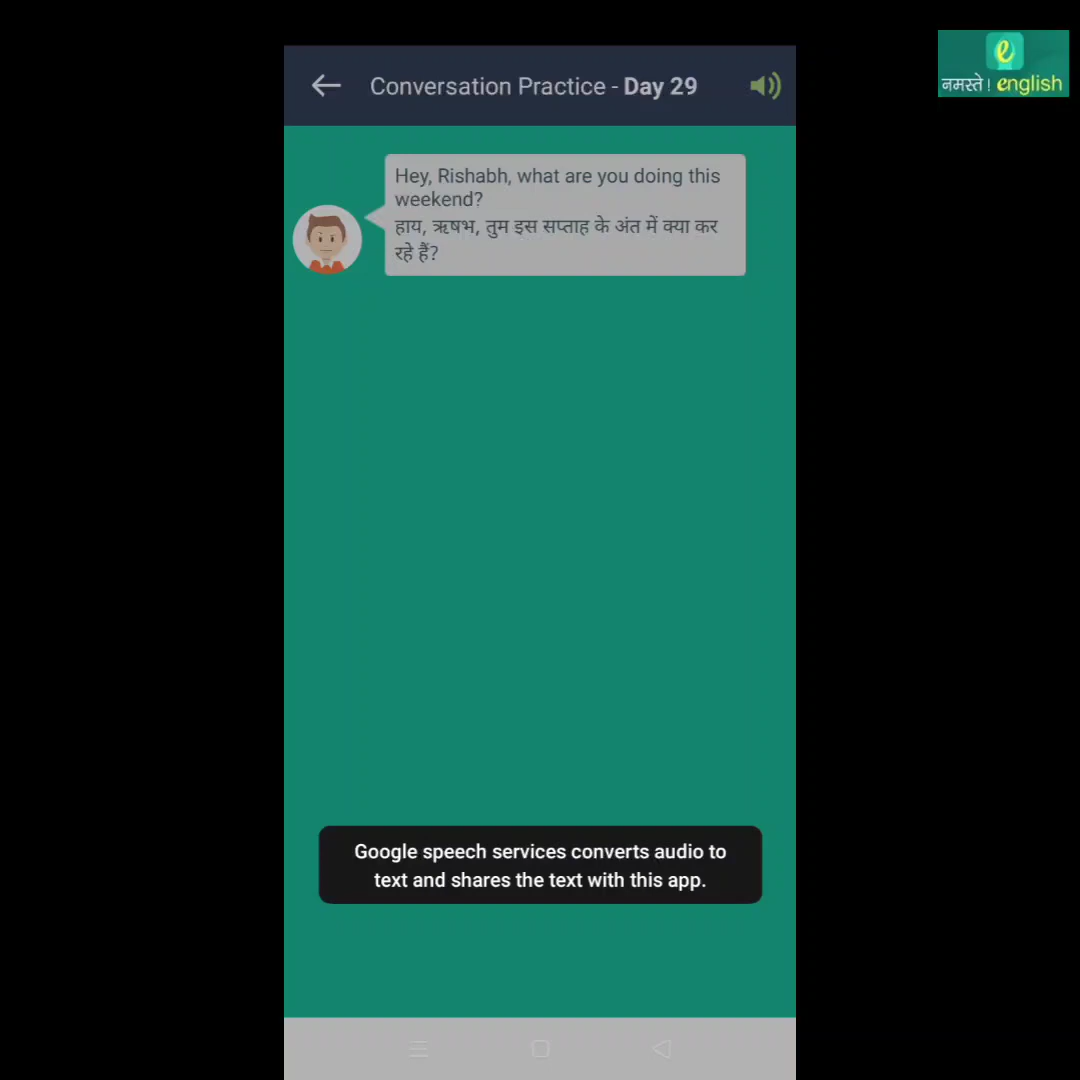 Conversation Practice - Day 29
e
नमस्ते ! english
Hey, Rishabh, what are you doing this
weekend?
हाय, ऋषभ, तुम इस सप्ताह के अंत में क्या कर
रहे हैं?
Google speech services converts audio to
text and shares the text with this app.